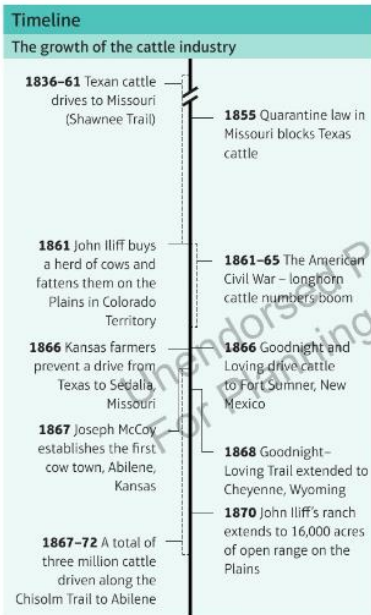 Timeline
The growth of the cattle industry
1836–61 Texan cattle
drives to Missouri
(Shawnee Trail)
1855 Quarantine law in
Missouri blocks Texas
cattle
1861 John Iliff buys
a herd of cows and
fattens them on the
Plains in Colorado
Territory
1861–65 The American
Civil War – longhorn
cattle numbers boom
1866 Kansas farmers
prevent a drive from
Texas to Sedalia,
Missouri
1866 Goodnight and
Loving drive cattle
to Fort Sumner, New
Mexico
1867 Joseph McCoy
establishes the first
cow town, Abilene,
Kansas
1868 Goodnight–
Loving Trail extended to
Cheyenne, Wyoming
1870 John Iliff's ranch
extends to 16,000 acres
of open range on the
Plains
1867–72 A total of
three million cattle
driven along the
Chisolm Trail to Abilene
Unendorsed P
For Planning